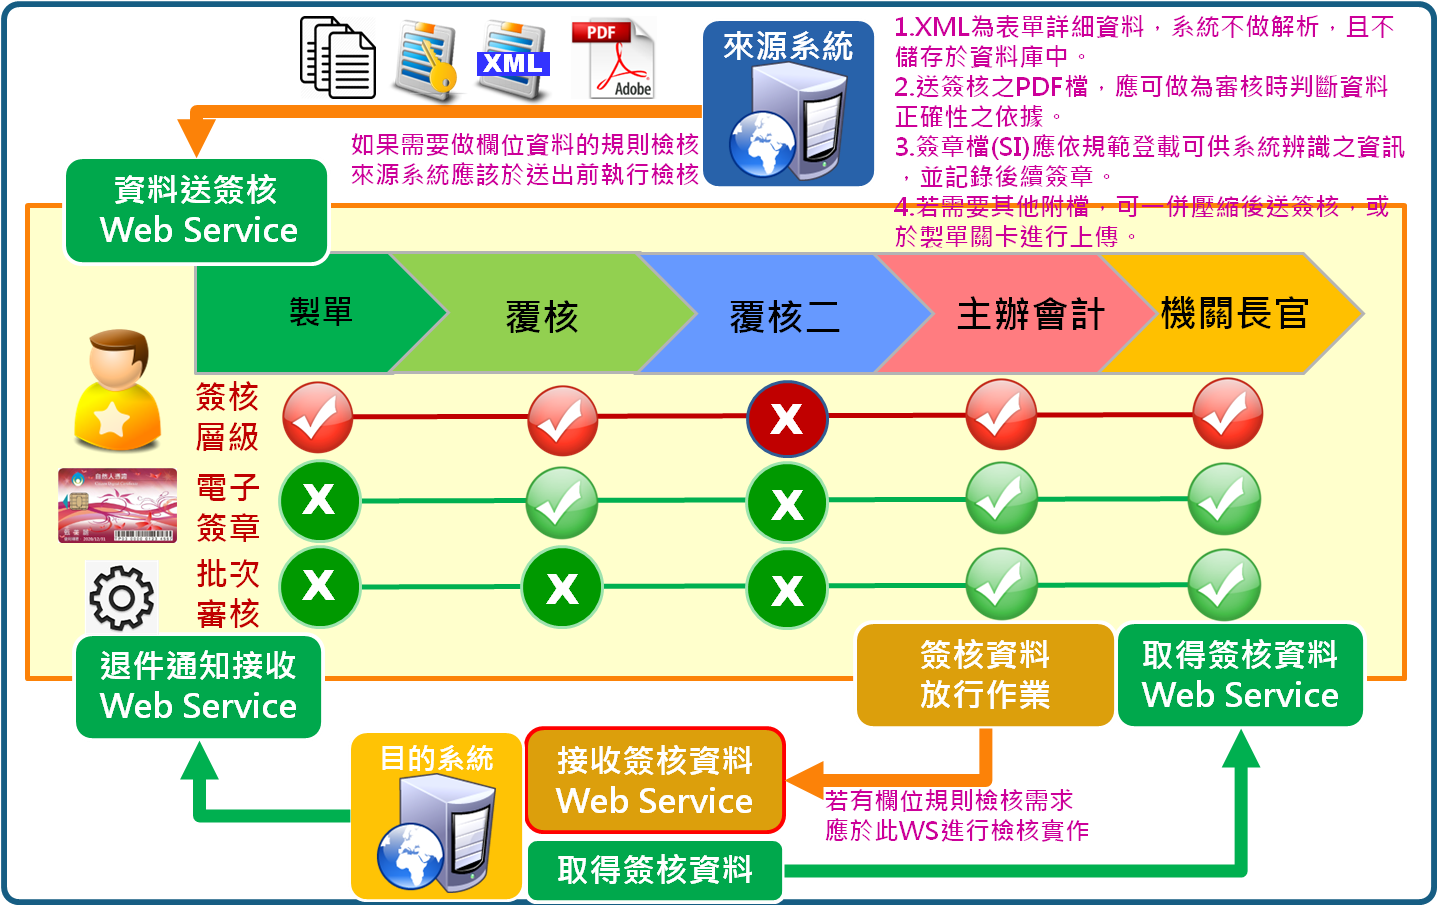 PDF
XML
Adobe
來源系統
1.XML為表單詳細資料，系統不做解析，且不
儲存於資料庫中。
2.送簽核之PDF檔，應可做為審核時判斷資料
正確性之依據。
3.簽章檔(SI)應依規範登載可供系統辨識之資訊
，並記錄後續簽章。
4.若需要其他附檔，可一併壓縮後送簽核，或
於製單關卡進行上傳。
如果需要做欄位資料的規則檢核
來源系統應該於送出前執行檢核
資料送簽核
Web Service
製單
覆核
覆核二
主辦會計
機關長官
簽核
層級
X
電子
簽章
X
X
自然人憑證
批次
審核
X
X
X
退件通知接收
Web Service
簽核資料
放行作業
取得簽核資料
Web Service
目的系統
接收簽核資料
Web Service
若有欄位規則檢核需求
應於此WS進行檢核實作
取得簽核資料